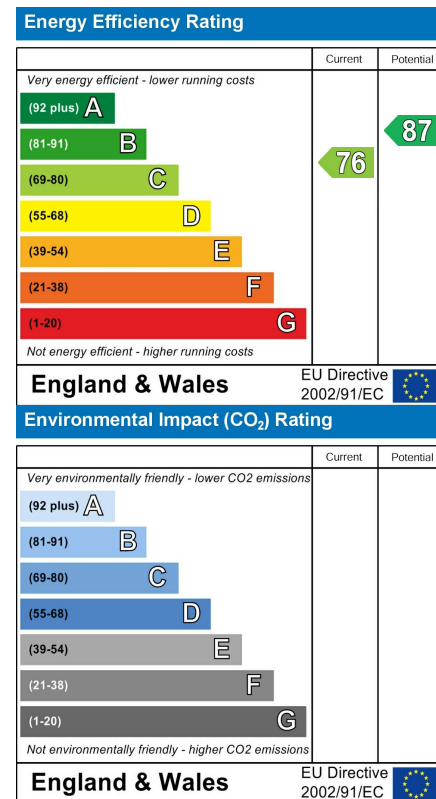 Energy Efficiency Rating
Current Potential
Very energy efficient - lower running costs
(92 plus) A
(81-91) B
(69-80) C
(55-68) D
(39-54) E
(21-38) F
(1-20) G
76
87
Not energy efficient - higher running costs
England & Wales
EU Directive
2002/91/EC
Environmental Impact (CO₂) Rating
Current Potential
Very environmentally friendly - lower CO2 emissions
(92 plus) A
(81-91) B
(69-80) C
(55-68) D
(39-54) E
(21-38) F
(1-20) G
Not environmentally friendly - higher CO2 emissions
England & Wales
EU Directive
2002/91/EC